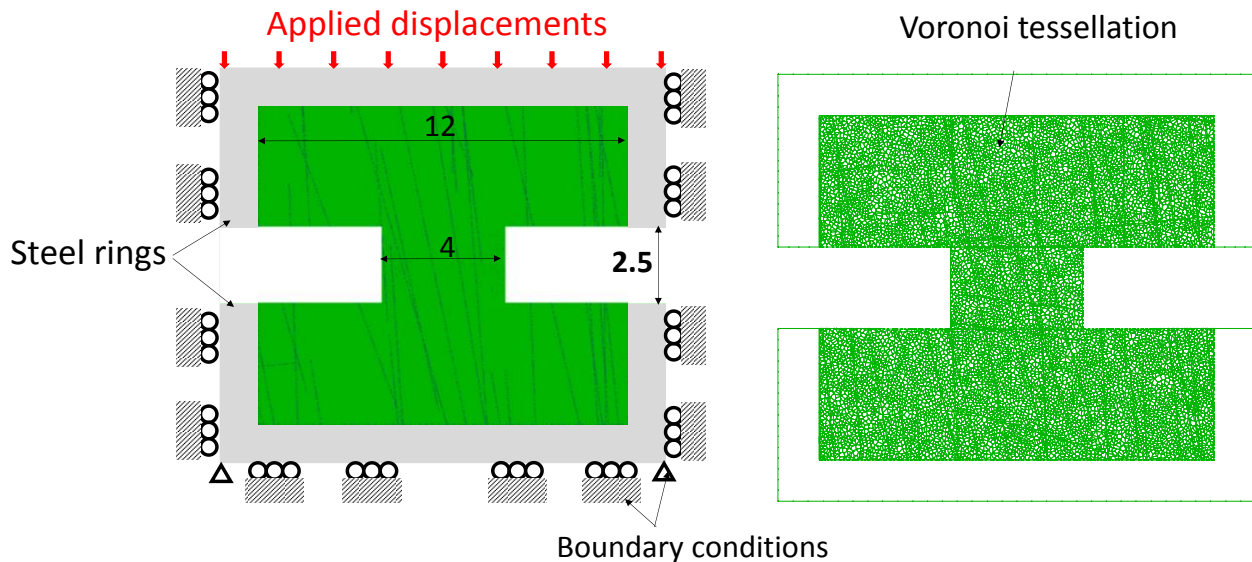 Applied displacements
Voronoi tessellation
12
Steel rings
4
2.5
Boundary conditions